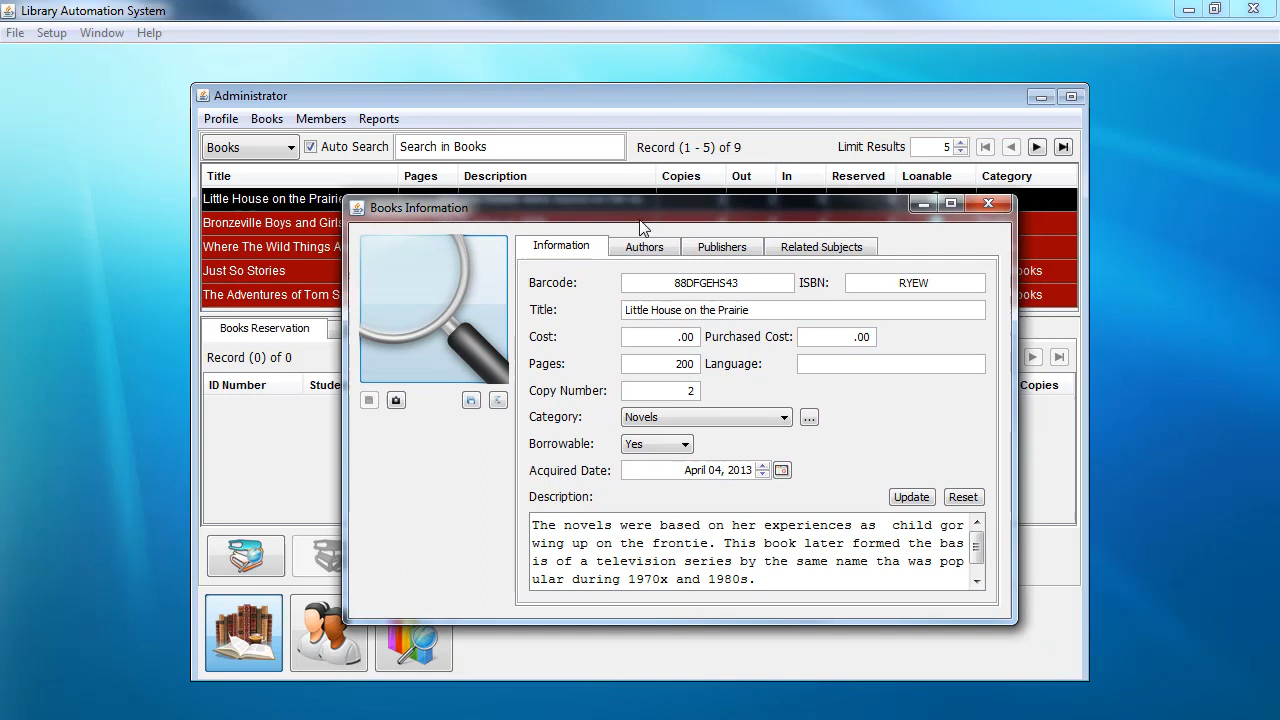 Library Automation System
File Setup Window Help
Administrator
Profile Books Members Reports
Books Auto Search Search in Books Record (1 - 5) of 9 Limit Results 5
Title Pages Description Copies Out In Reserved Loanable Category
Little House on the Prairie
Books Information
Bronzeville Boys and Girls
Where The Wild Things A
Just So Stories ooks
The Adventures of Tom S ooks
Information Authors Publishers Related Subjects
Barcode: 88DFGEHS43 ISBN: RYEW
Title: Little House on the Prairie
Cost: .00 Purchased Cost: .00
Pages: 200 Language:
Copy Number: 2
Category: Novels ...
Borrowable: Yes
Acquired Date: April 04, 2013
Description: Update Reset
The novels were based on her experiences as  child gor
wing up on the frontie. This book later formed thb bas
is of a television series by the same name tha was pop
ular during 1970x and 1980s.
Books Reservation
Record (0) of 0
ID Number Stude Copies